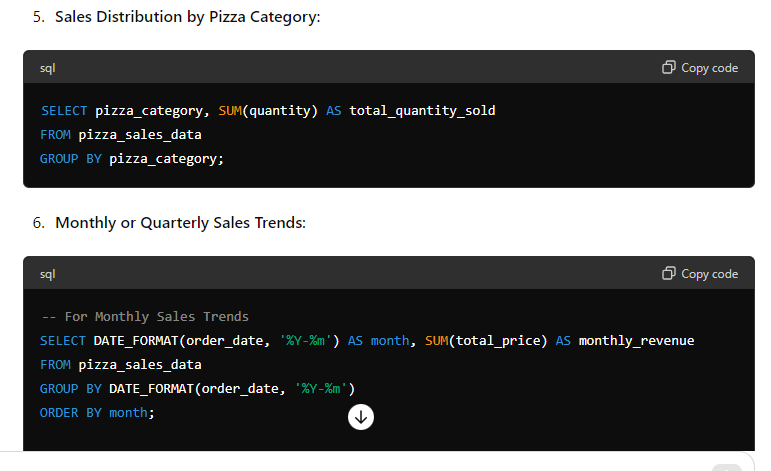 5. Sales Distribution by Pizza Category:
sql Copy code
SELECT pizza_category, SUM(quantity) AS total_quantity_sold
FROM pizza_sales_data
GROUP BY pizza_category;
6. Monthly or Quarterly Sales Trends:
sql Copy code
-- For Monthly Sales Trends
SELECT DATE_FORMAT(order_date, '%Y-%m') AS month, SUM(total_price) AS monthly_revenue
FROM pizza_sales_data
GROUP BY DATE_FORMAT(order_date, '%Y-%m')
ORDER BY month;